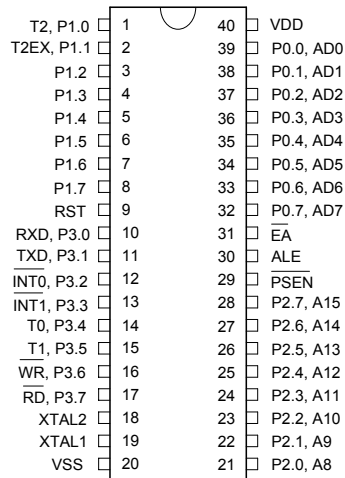 T2, P1.0 1 40 VDD
T2EX, P1.1 2 39 P0.0, AD0
P1.2 3 38 P0.1, AD1
P1.3 4 37 P0.2, AD2
P1.4 5 36 P0.3, AD3
P1.5 6 35 P0.4, AD4
P1.6 7 34 P0.5, AD5
P1.7 8 33 P0.6, AD6
RST 9 32 P0.7, AD7
RXD, P3.0 10 31 EA
TXD, P3.1 11 30 ALE
INT0, P3.2 12 29 PSEN
INT1, P3.3 13 28 P2.7, A15
T0, P3.4 14 27 P2.6, A14
T1, P3.5 15 26 P2.5, A13
WR, P3.6 16 25 P2.4, A12
RD, P3.7 17 24 P2.3, A11
XTAL2 18 23 P2.2, A10
XTAL1 19 22 P2.1, A9
VSS 20 21 P2.0, A8